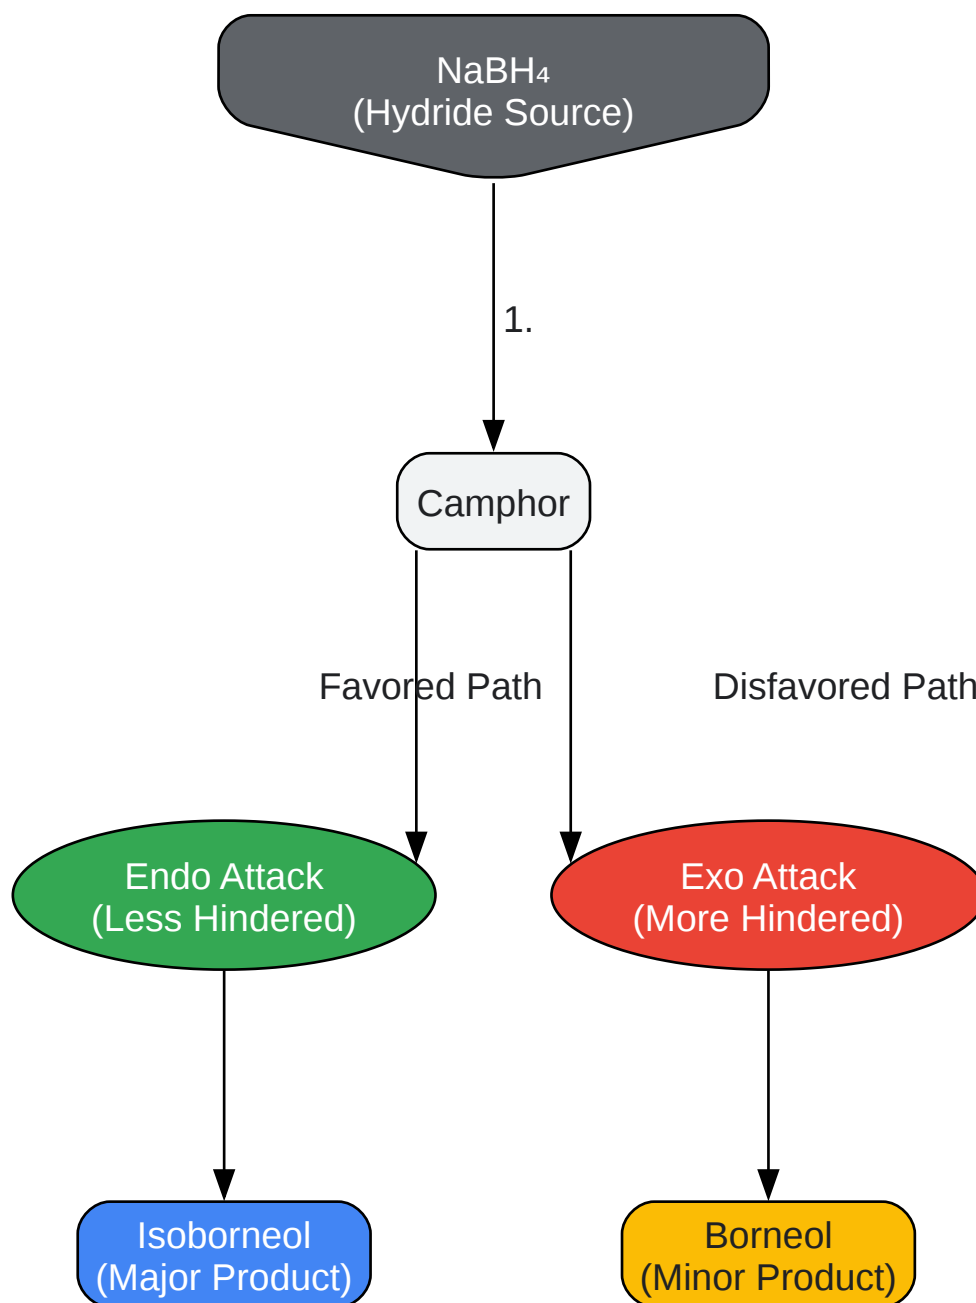 NaBH₄
(Hydride Source)
1.
Camphor
Favored Path
Disfavored Path
Endo Attack
(Less Hindered)
Exo Attack
(More Hindered)
Isoborneol
(Major Product)
Borneol
(Minor Product)